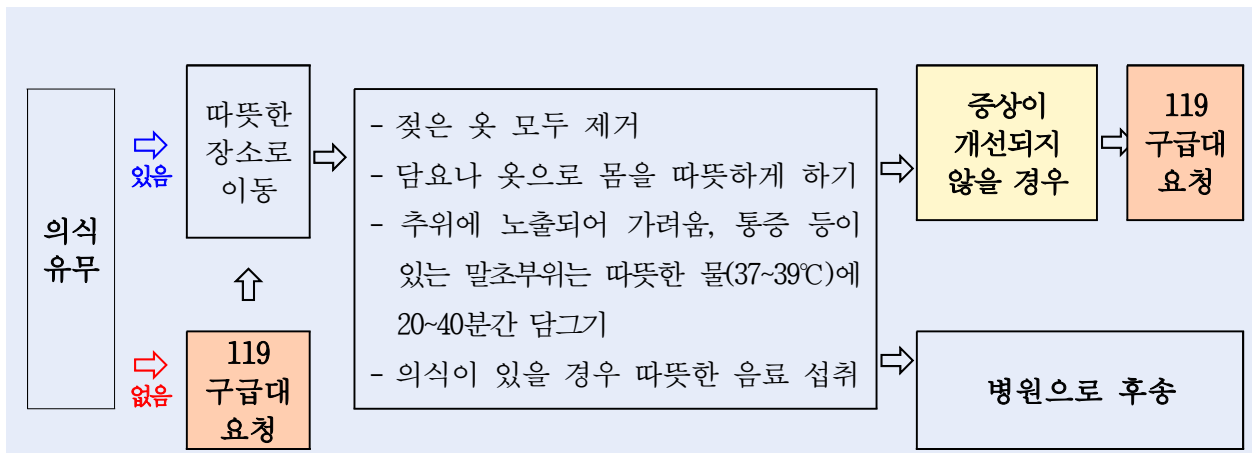 의식
유무
있음
따뜻한
장소로
이동
없음
119
구급대
요청
- 젖은 옷 모두 제거
- 담요나 옷으로 몸을 따뜻하게 하기
- 추위에 노출되어 가려움, 통증 등이
있는 말초부위는 따뜻한 물(37~39℃)에
20~40분간 담그기
- 의식이 있을 경우 따뜻한 음료 섭취
증상이
개선되지
않을 경우
119
구급대
요청
병원으로 후송